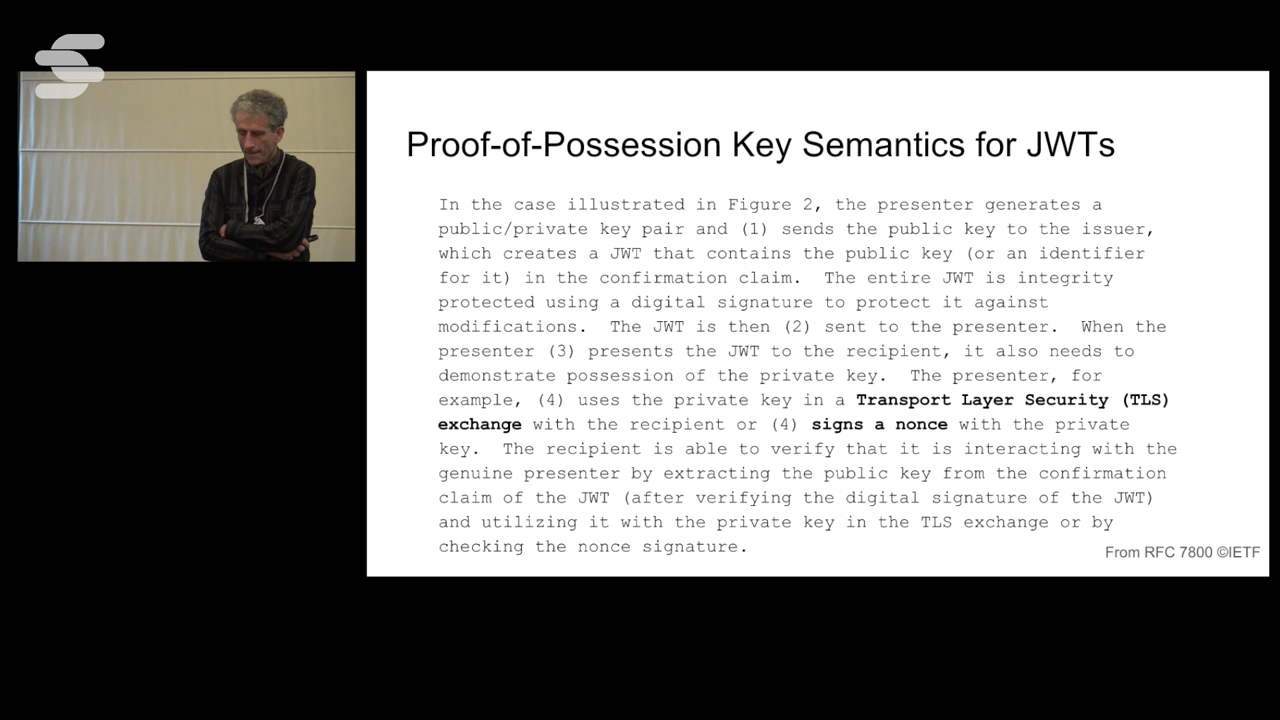 Proof-of-Possession Key Semantics for JWTs
In the case illustrated in Figure 2, the presenter generates a
public/private key pair and (1) sends the public key to the issuer,
which creates a JWT that contains the public key (or an identifier
for it) in the confirmation claim.  The entire JWT is integrity
protected using a digital signature to protect it against
modifications.  The JWT is then (2) sent to the presenter.  When the
presenter (3) presents the JWT to the recipient, it also needs to
demonstrate possession of the private key.  The presenter, for
example, (4) uses the private key in a Transport Layer Security (TLS)
exchange with the recipient or (4) signs a nonce with the private
key.  The recipient is able to verify that it is interacting with the
genuine presenter by extracting the public key from the confirmation
claim of the JWT (after verifying the digital signature of the JWT)
and utilizing it with the private key in the TLS exchange or by
checking the nonce signature.
From RFC 7800 ©IETF